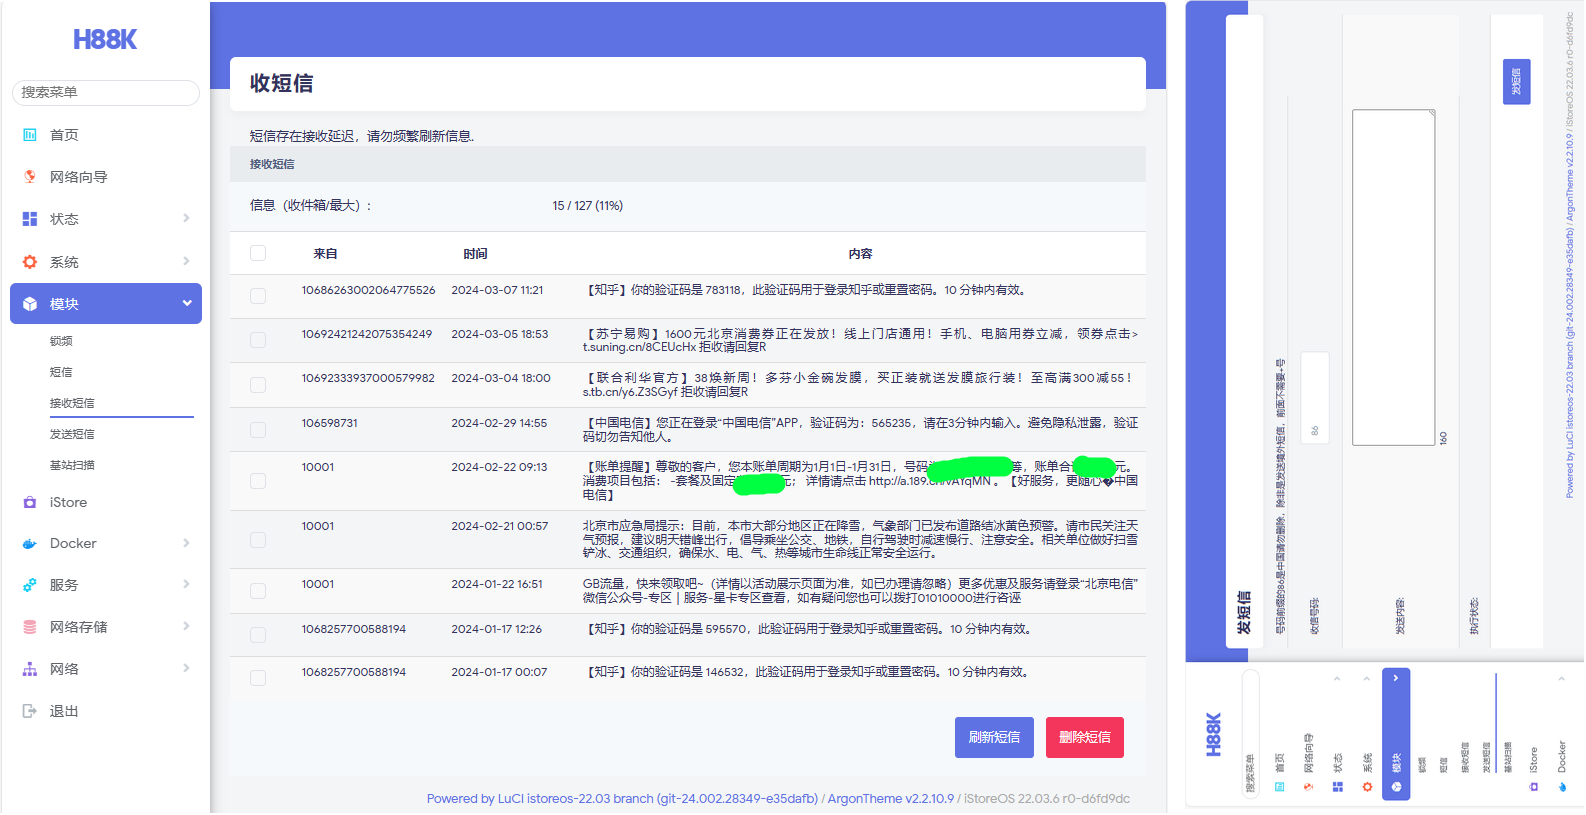 H88K
搜索菜单
首页
网络向导
状态
系统
模块
锁频
短信
接收短信
发送短信
基站扫描
iStore
Docker
服务
网络存储
网络
退出
收短信
短信存在接收延迟，请勿频繁刷新信息.
接收短信
信息（收件箱/最大）: 15 / 127 (11%)
来自 时间 内容
10686263002064775526 2024-03-07 11:21 【知乎】你的验证码是 783118，此验证码用于登录知乎或重置密码。10 分钟内有效。
10692421242075354249 2024-03-05 18:53 【苏宁易购】1600元北京消费券正在发放！线上门店通用！手机、电脑用券立减，领券点击>
t.suning.cn/8CEUcHx 拒收请回复R
10692333937000579982 2024-03-04 18:00 【联合利华官方】38焕新周！多芬小金碗发膜，买正装就送发膜旅行装！至高满300减55！
s.tb.cn/y6.Z3SGyf 拒收请回复R
106598731 2024-02-29 14:55 【中国电信】您正在登录“中国电信”APP，验证码为：565235，请在3分钟内输入。避免隐私泄露，验证
码切勿告知他人。
10001 2024-02-22 09:13 【账单提醒】尊敬的客户，您本账单周期为1月1日-1月31日，号码 等，账单合 元。
消费项目包括： -套餐及固定 元； 详情请点击 http://a.189.cn/vAYqMN 。【好服务，更随心�中国
电信】
10001 2024-02-21 00:57 北京市应急局提示：目前，本市大部分地区正在降雪，气象部门已发布道路结冰黄色预警。请市民关注天
气预报，建议明天错峰出行，倡导乘坐公交、地铁，自行驾驶时减速慢行、注意安全。相关单位做好扫雪
铲冰、交通组织，确保水、电、气、热等城市生命线正常安全运行。
10001 2024-01-22 16:51 GB流量，快来领取吧~（详情以活动展示页面为准，如已办理请忽略）更多优惠及服务请登录“北京电信”
微信公众号-专区 | 服务-星卡专区查看，如有疑问您也可以拨打01010000进行咨诬
1068257700588194 2024-01-17 12:26 【知乎】你的验证码是 595570，此验证码用于登录知乎或重置密码。10 分钟内有效。
1068257700588194 2024-01-17 00:07 【知乎】你的验证码是 146532，此验证码用于登录知乎或重置密码。10 分钟内有效。
刷新短信 删除短信
Powered by LuCI istoreos-22.03 branch (git-24.002.28349-e35dafb) / ArgonTheme v2.2.10.9 / iStoreOS 22.03.6 r0-d6fd9dc
H88K
搜索菜单
首页
网络向导
状态
系统
模块
锁频
短信
接收短信
发送短信
基站扫描
iStore
Docker
发短信
号码前缀的86是中国请勿删除，除非是发送境外短信，前面不需要+号
收信号码: 86
发送内容:
160
执行状态:
发短信
Powered by LuCI istoreos-22.03 branch (git-24.002.28349-e35dafb) / ArgonTheme v2.2.10.9 / iStoreOS 22.03.6 r0-d6fd9dc